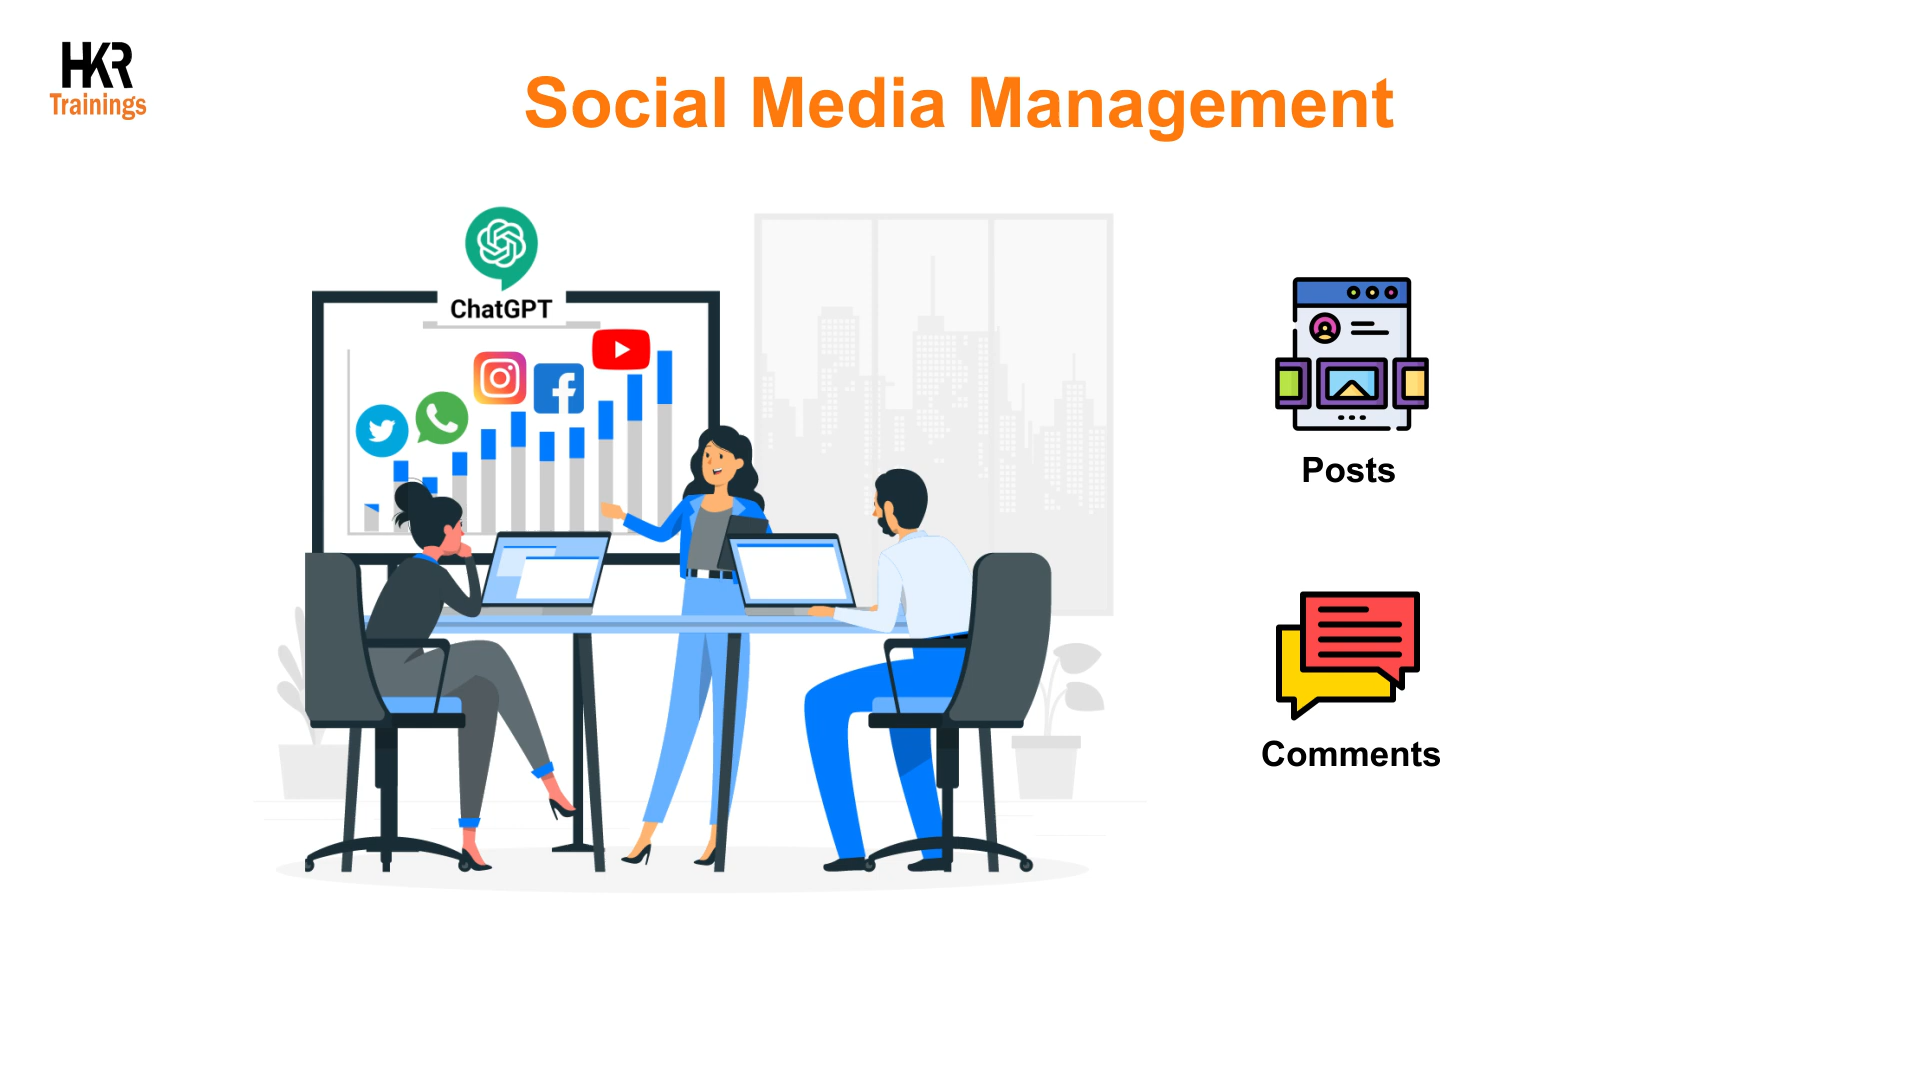 HKR
Trainings
Social Media Management
ChatGPT
Posts
Comments